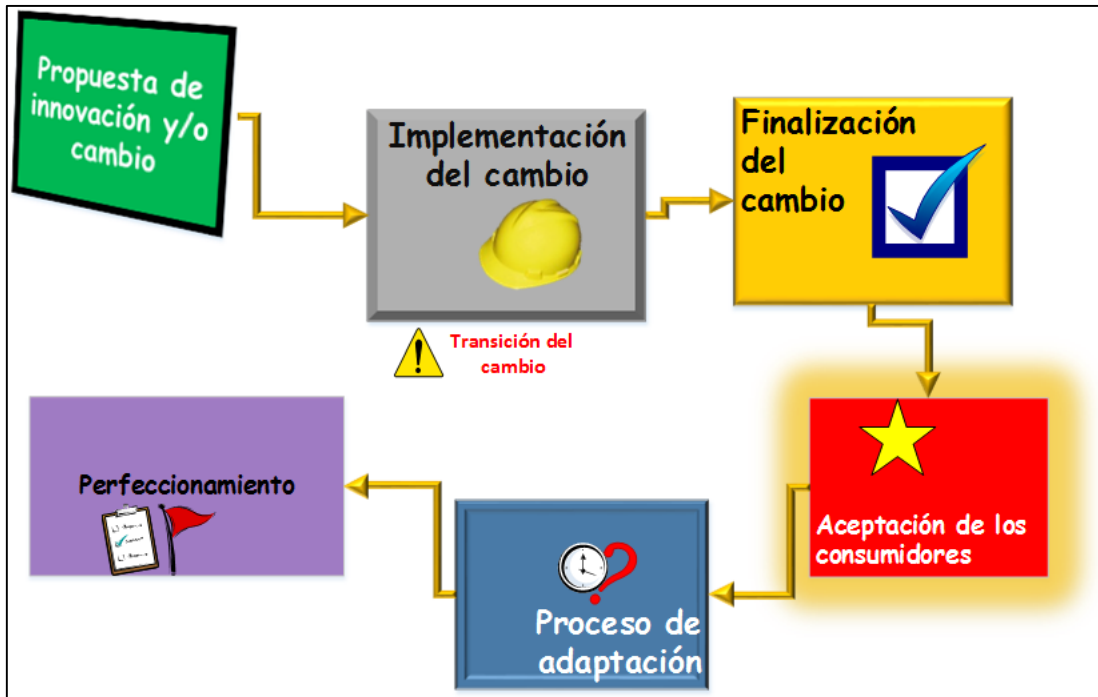 Propuesta de
innovación y/o
cambio
Implementación
del cambio
Finalización
del
cambio
Transición del
cambio
Aceptación de los
consumidores
Proceso de
adaptación
Perfeccionamiento